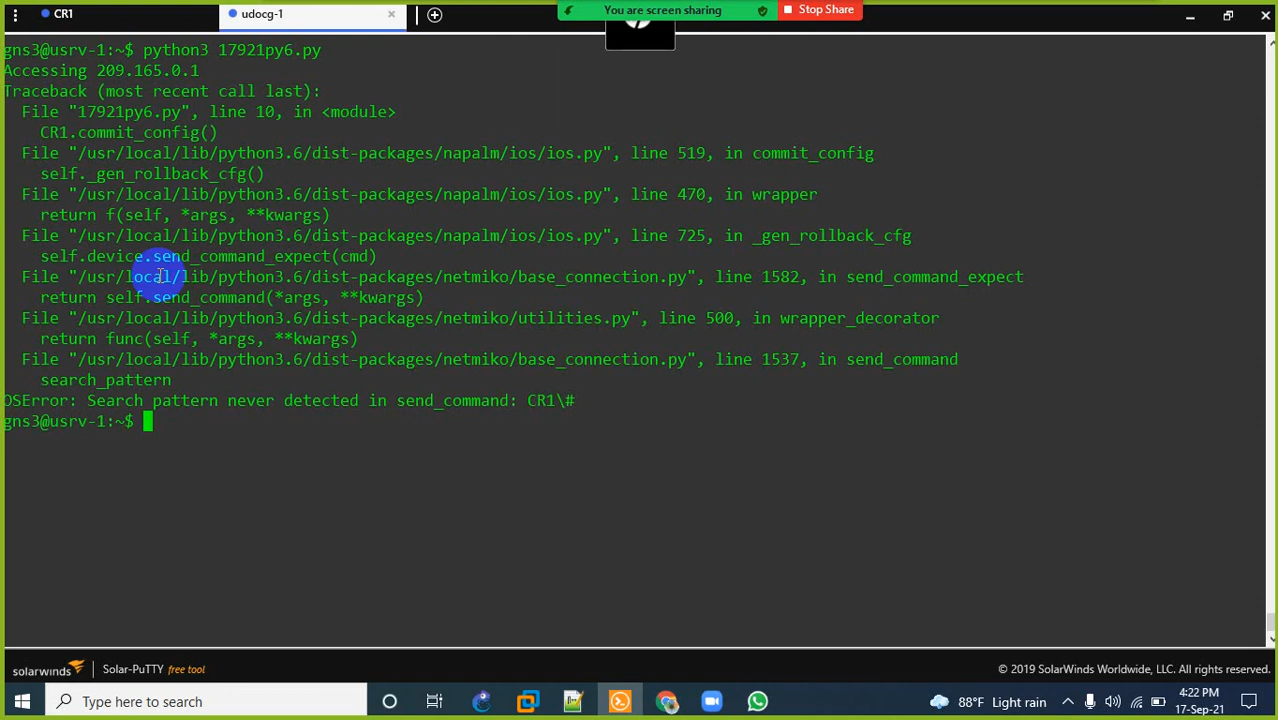 CR1
udocg-1
You are screen sharing
Stop Share
gns3@usrv-1:~$ python3 17921py6.py
Accessing 209.165.0.1
Traceback (most recent call last):
  File "17921py6.py", line 10, in <module>
    CR1.commit_config()
  File "/usr/local/lib/python3.6/dist-packages/napalm/ios/ios.py", line 519, in commit_config
    self._gen_rollback_cfg()
  File "/usr/local/lib/python3.6/dist-packages/napalm/ios/ios.py", line 470, in wrapper
    return f(self, *args, **kwargs)
  File "/usr/local/lib/python3.6/dist-packages/napalm/ios/ios.py", line 725, in _gen_rollback_cfg
    self.device.send_command_expect(cmd)
  File "/usr/local/lib/python3.6/dist-packages/netmiko/base_connection.py", line 1582, in send_command_expect
    return self.send_command(*args, **kwargs)
  File "/usr/local/lib/python3.6/dist-packages/netmiko/utilities.py", line 500, in wrapper_decorator
    return func(self, *args, **kwargs)
  File "/usr/local/lib/python3.6/dist-packages/netmiko/base_connection.py", line 1537, in send_command
    search_pattern
OSError: Search pattern never detected in send_command: CR1\#
gns3@usrv-1:~$
solarwinds Solar-PuTTY free tool
© 2019 SolarWinds Worldwide, LLC. All rights reserved.
Type here to search
88°F Light rain
4:22 PM
17-Sep-21